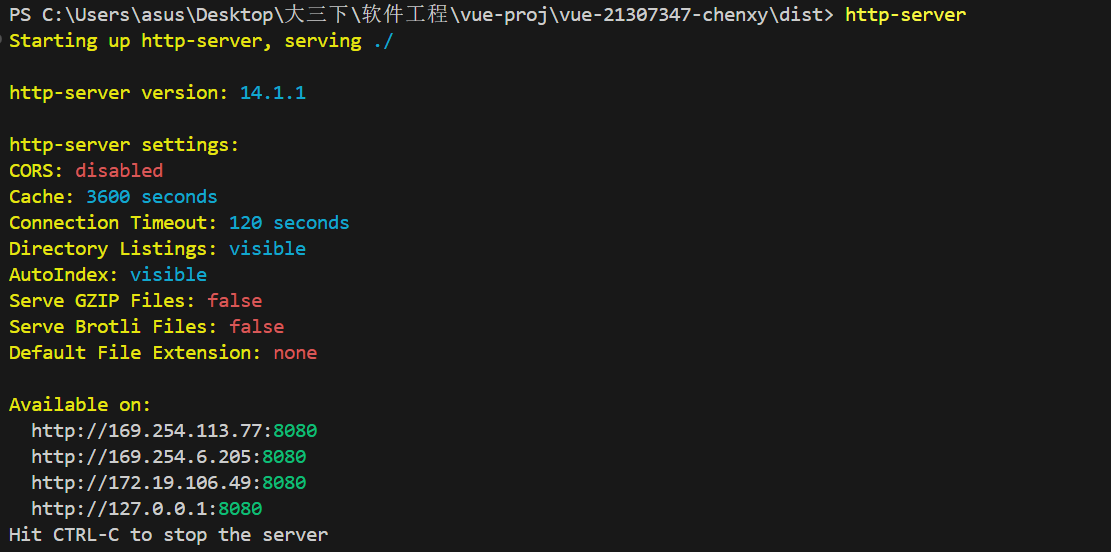 PS C:\Users\asus\Desktop\大三下\软件工程\vue-proj\vue-21307347-chenxy\dist> http-server
Starting up http-server, serving ./
http-server version: 14.1.1
http-server settings:
CORS: disabled
Cache: 3600 seconds
Connection Timeout: 120 seconds
Directory Listings: visible
AutoIndex: visible
Serve GZIP Files: false
Serve Brotli Files: false
Default File Extension: none
Available on:
http://169.254.113.77:8080
http://169.254.6.205:8080
http://172.19.106.49:8080
http://127.0.0.1:8080
Hit CTRL-C to stop the server